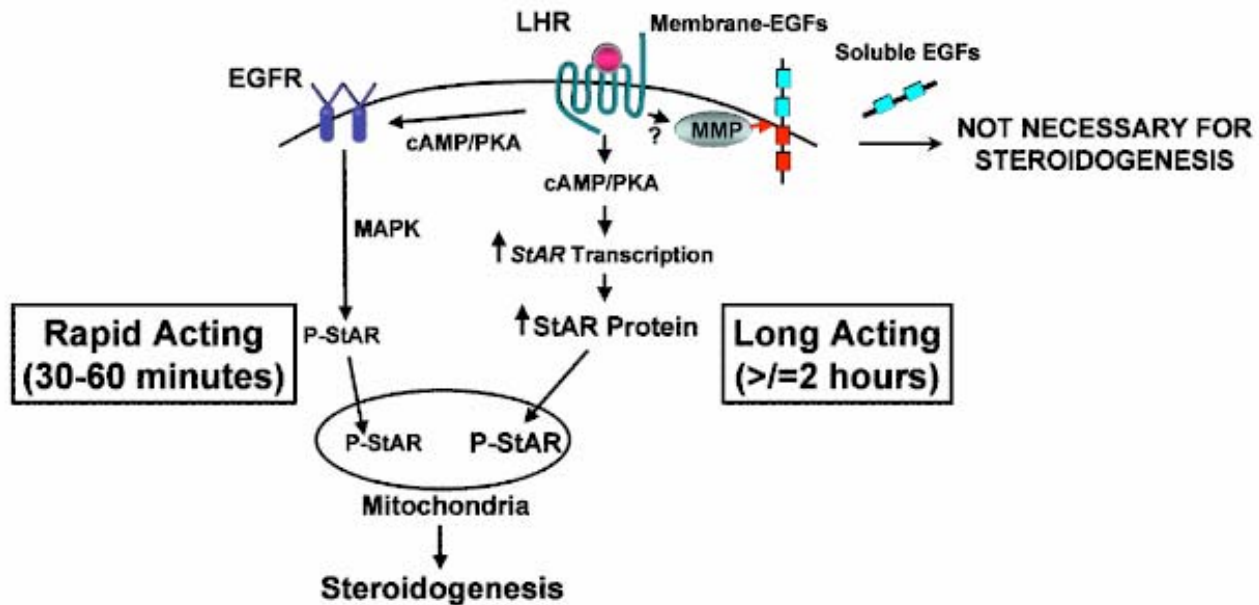 LHR
Membrane-EGFs
Soluble EGFs
EGFR
cAMP/PKA
?
MMP
NOT NECESSARY FOR
STEROIDOGENESIS
cAMP/PKA
MAPK
↑ StAR Transcription
Rapid Acting
(30-60 minutes)
P-StAR
↑StAR Protein
Long Acting
(>/=2 hours)
P-StAR
P-StAR
Mitochondria
Steroidogenesis